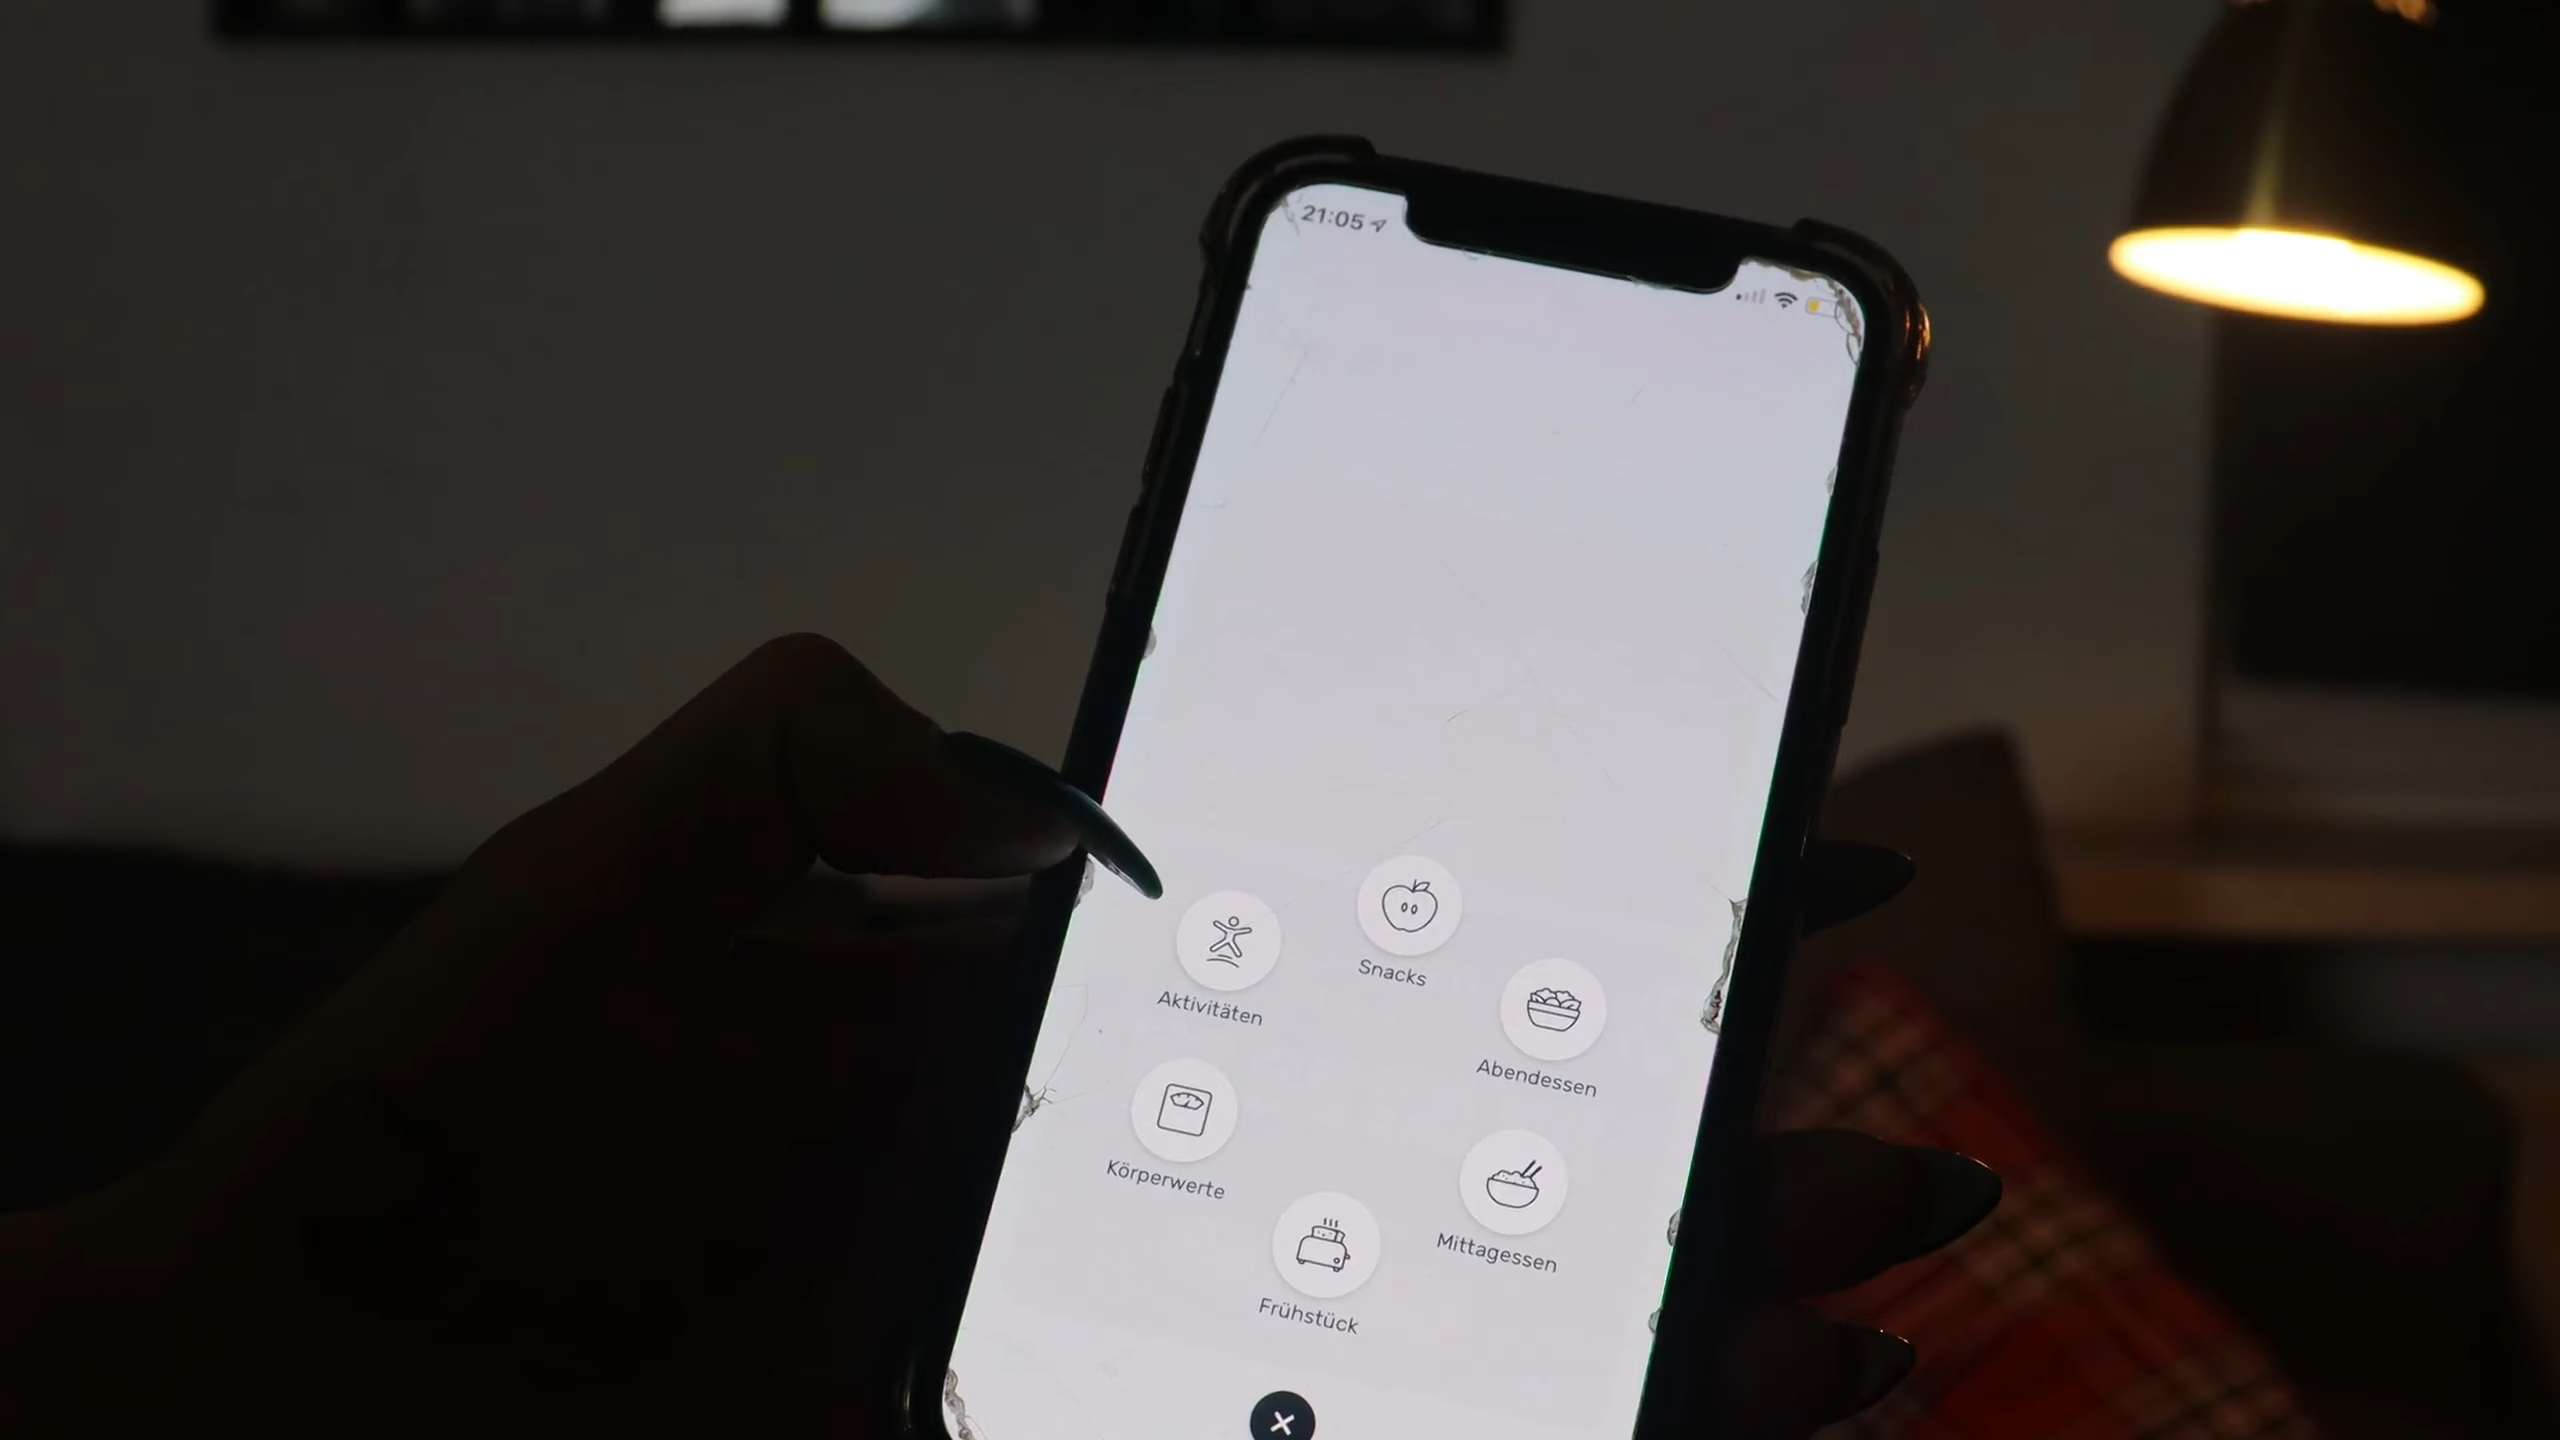 21:05
Snacks
Aktivitäten
Abendessen
Körperwerte
Mittagessen
Frühstück